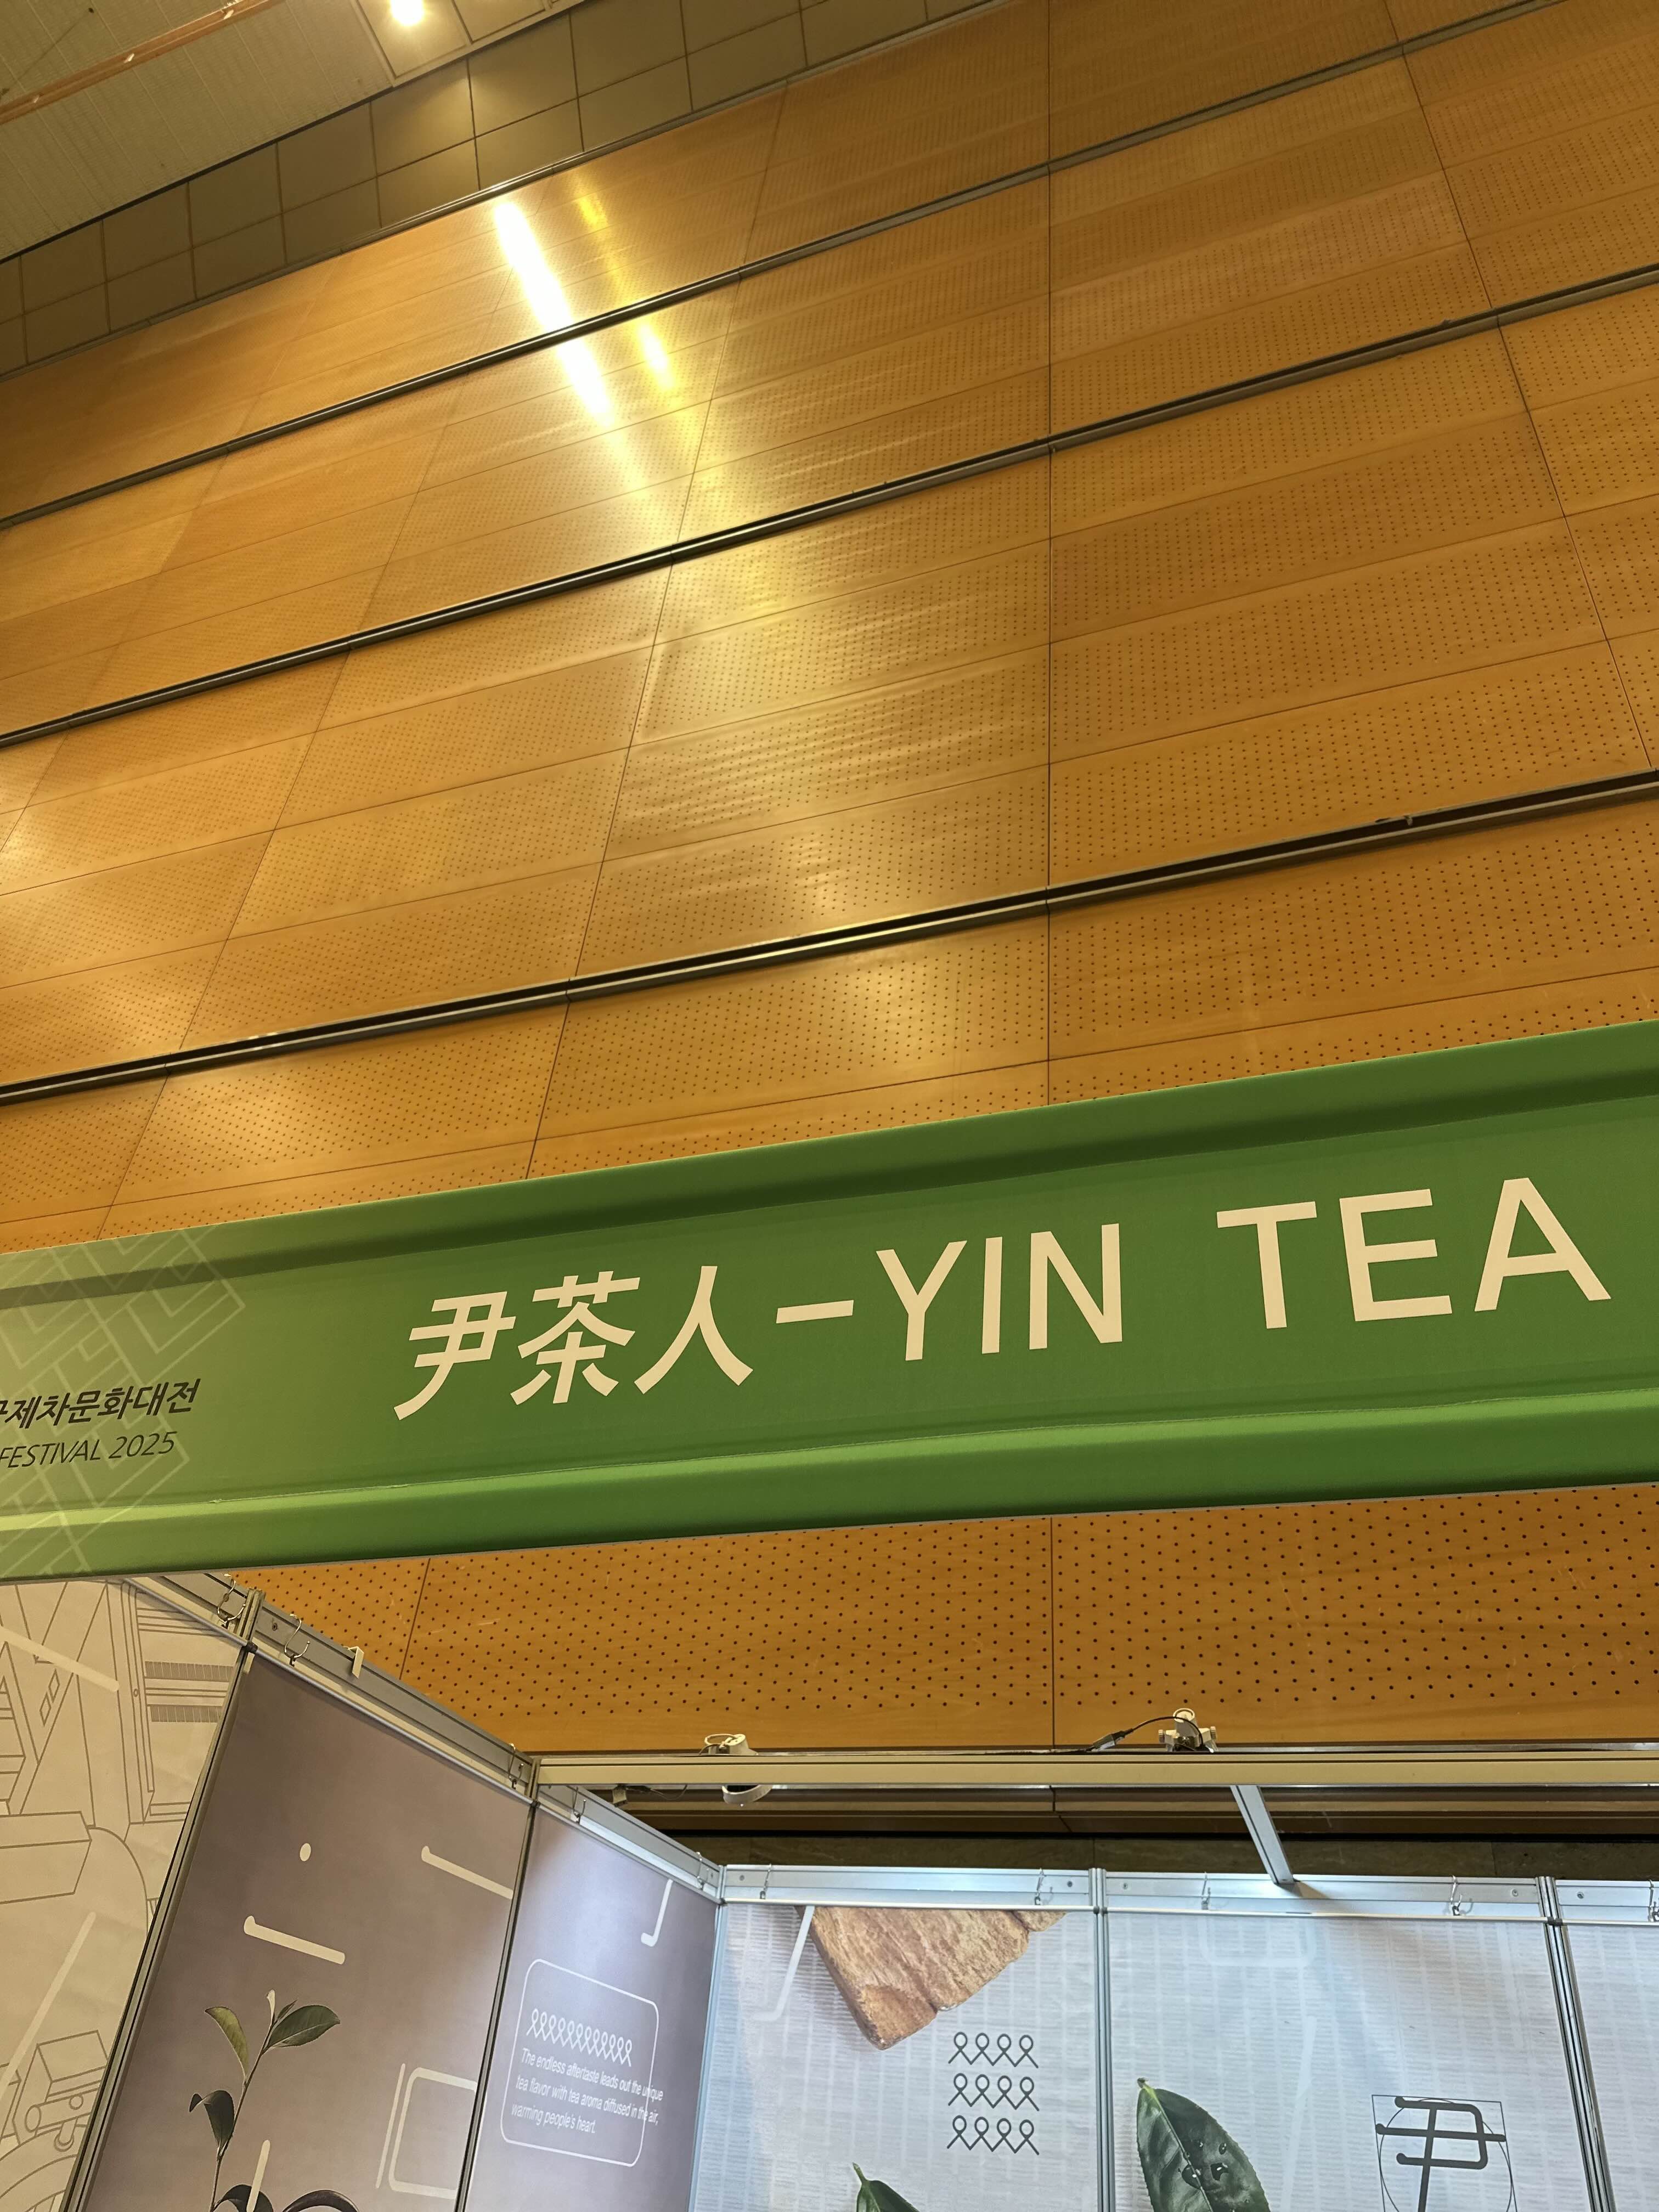 尹茶人-YIN TEA
국제차문화대전
FESTIVAL 2025
The endless aftertaste leads out the unique
tea flavor with tea aroma diffused in the air,
warming people's heart.
尹